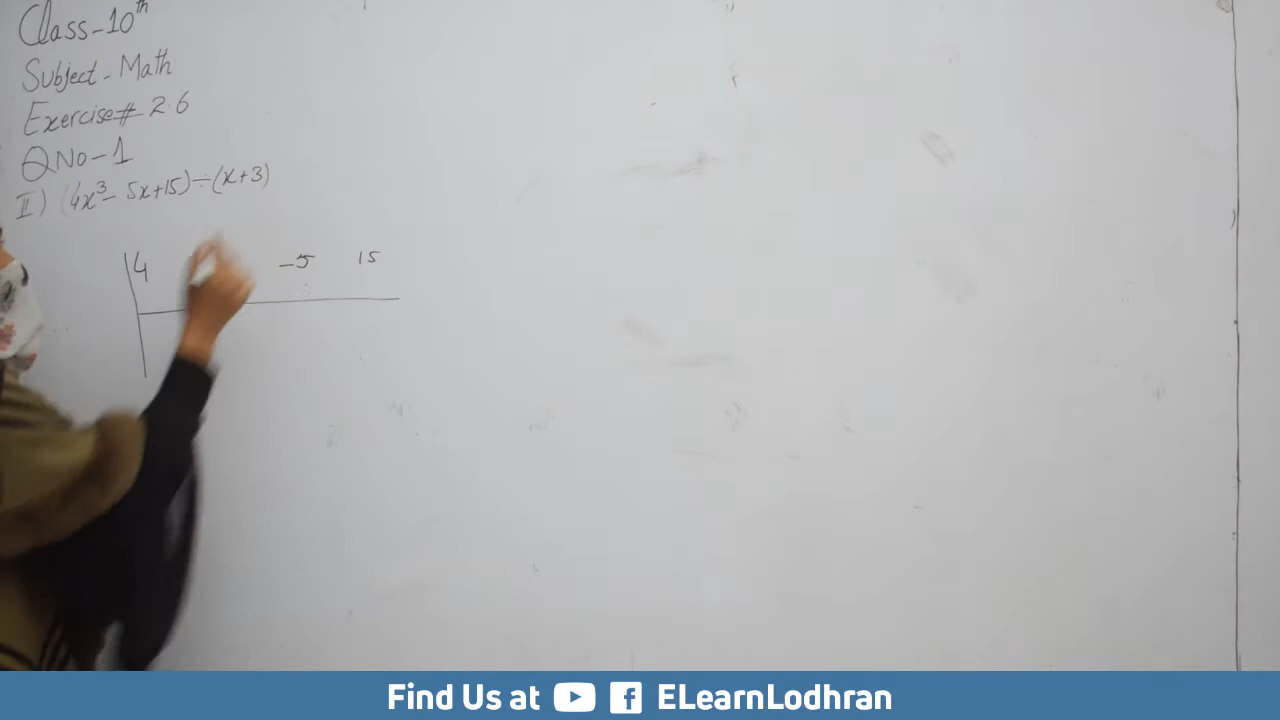 Class-10th
Subject-Math
Exercise# 2.6
QNo-1
II) (4x³- 5x+15)÷(x+3)
4 -5 15
Find Us at ELearnLodhran